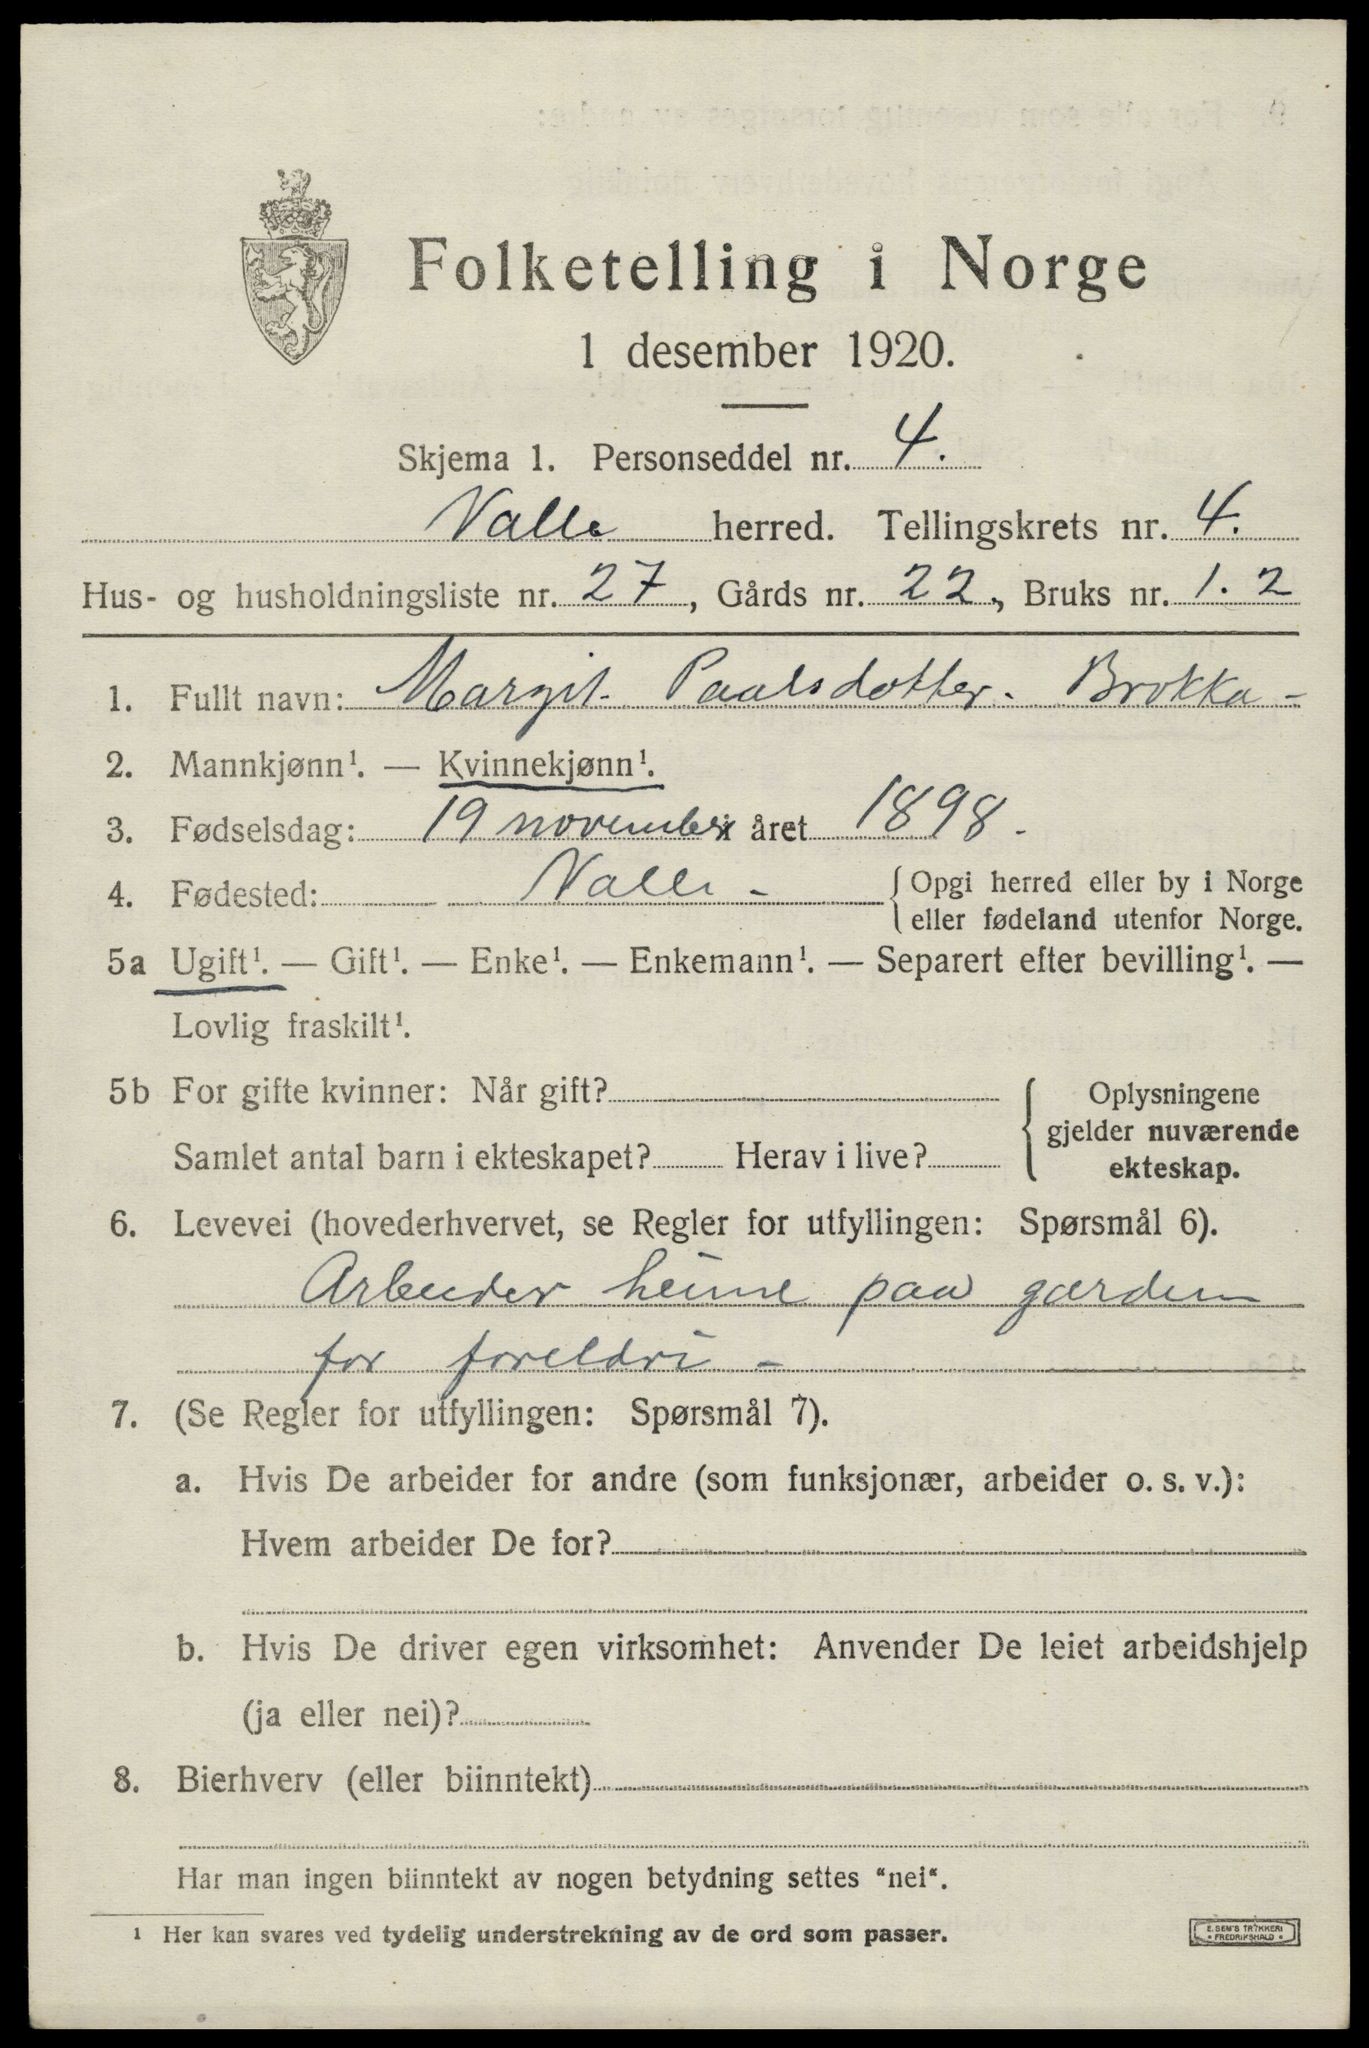 Folketelling i Norge
1 desember 1920.
Skjema 1. Personseddel nr. 4.
Valle herred. Tellingskrets nr. 4.
Hus- og husholdningsliste nr. 27, Gårds nr. 22, Bruks nr. 1. 2
1. Fullt navn: Margit Paalsdotter. Brokka -
2. Mannkjønn¹. — Kvinnekjønn¹.
3. Fødselsdag: 19 november i året 1898.
4. Fødested: Valle - { Opgi herred eller by i Norge
eller fødeland utenfor Norge.
5a Ugift¹. — Gift¹. — Enke¹. — Enkemann¹. — Separert efter bevilling¹. —
Lovlig fraskilt¹.
5b For gifte kvinner: Når gift?
Samlet antal barn i ekteskapet? Herav i live?
Oplysningene
gjelder nuværende
ekteskap.
6. Levevei (hovederhvervet, se Regler for utfyllingen: Spørsmål 6).
Arbeider heime paa garden
for foreldri -
7. (Se Regler for utfyllingen: Spørsmål 7).
a. Hvis De arbeider for andre (som funksjonær, arbeider o. s. v.):
Hvem arbeider De for?
b. Hvis De driver egen virksomhet: Anvender De leiet arbeidshjelp
(ja eller nei)?
8. Bierhverv (eller biinntekt)
Har man ingen biinntekt av nogen betydning settes "nei".
¹ Her kan svares ved tydelig understrekning av de ord som passer.
E. SEM'S TRYKKERI
• FREDRIKSHALD •